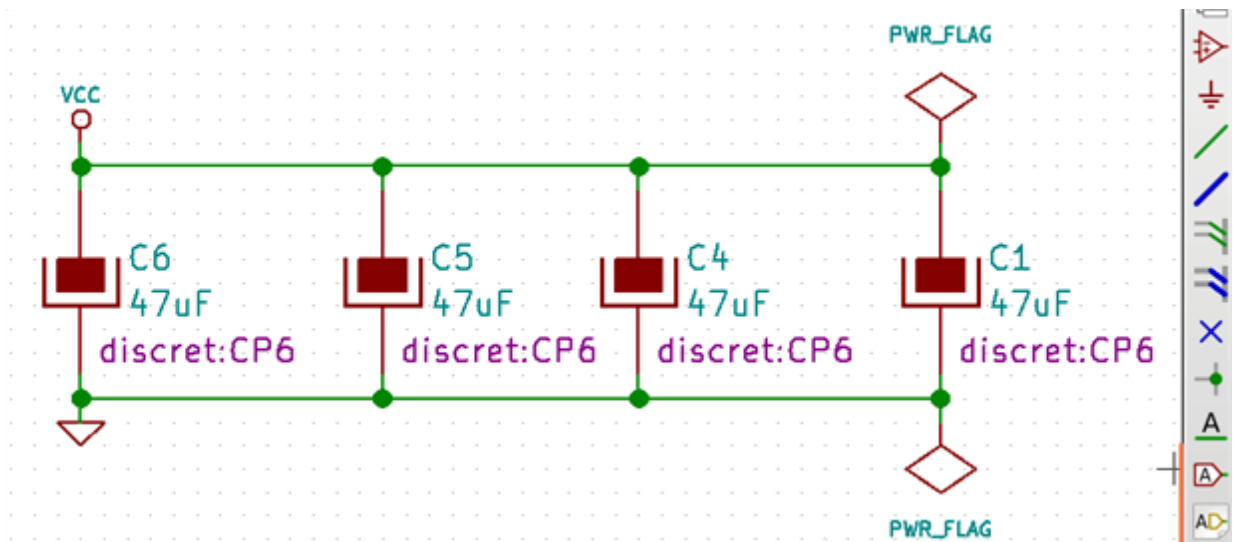 PWR_FLAG
VCC
C6
47uF
discret:CP6
C5
47uF
discret:CP6
C4
47uF
discret:CP6
C1
47uF
discret:CP6
PWR_FLAG
A
A
AD